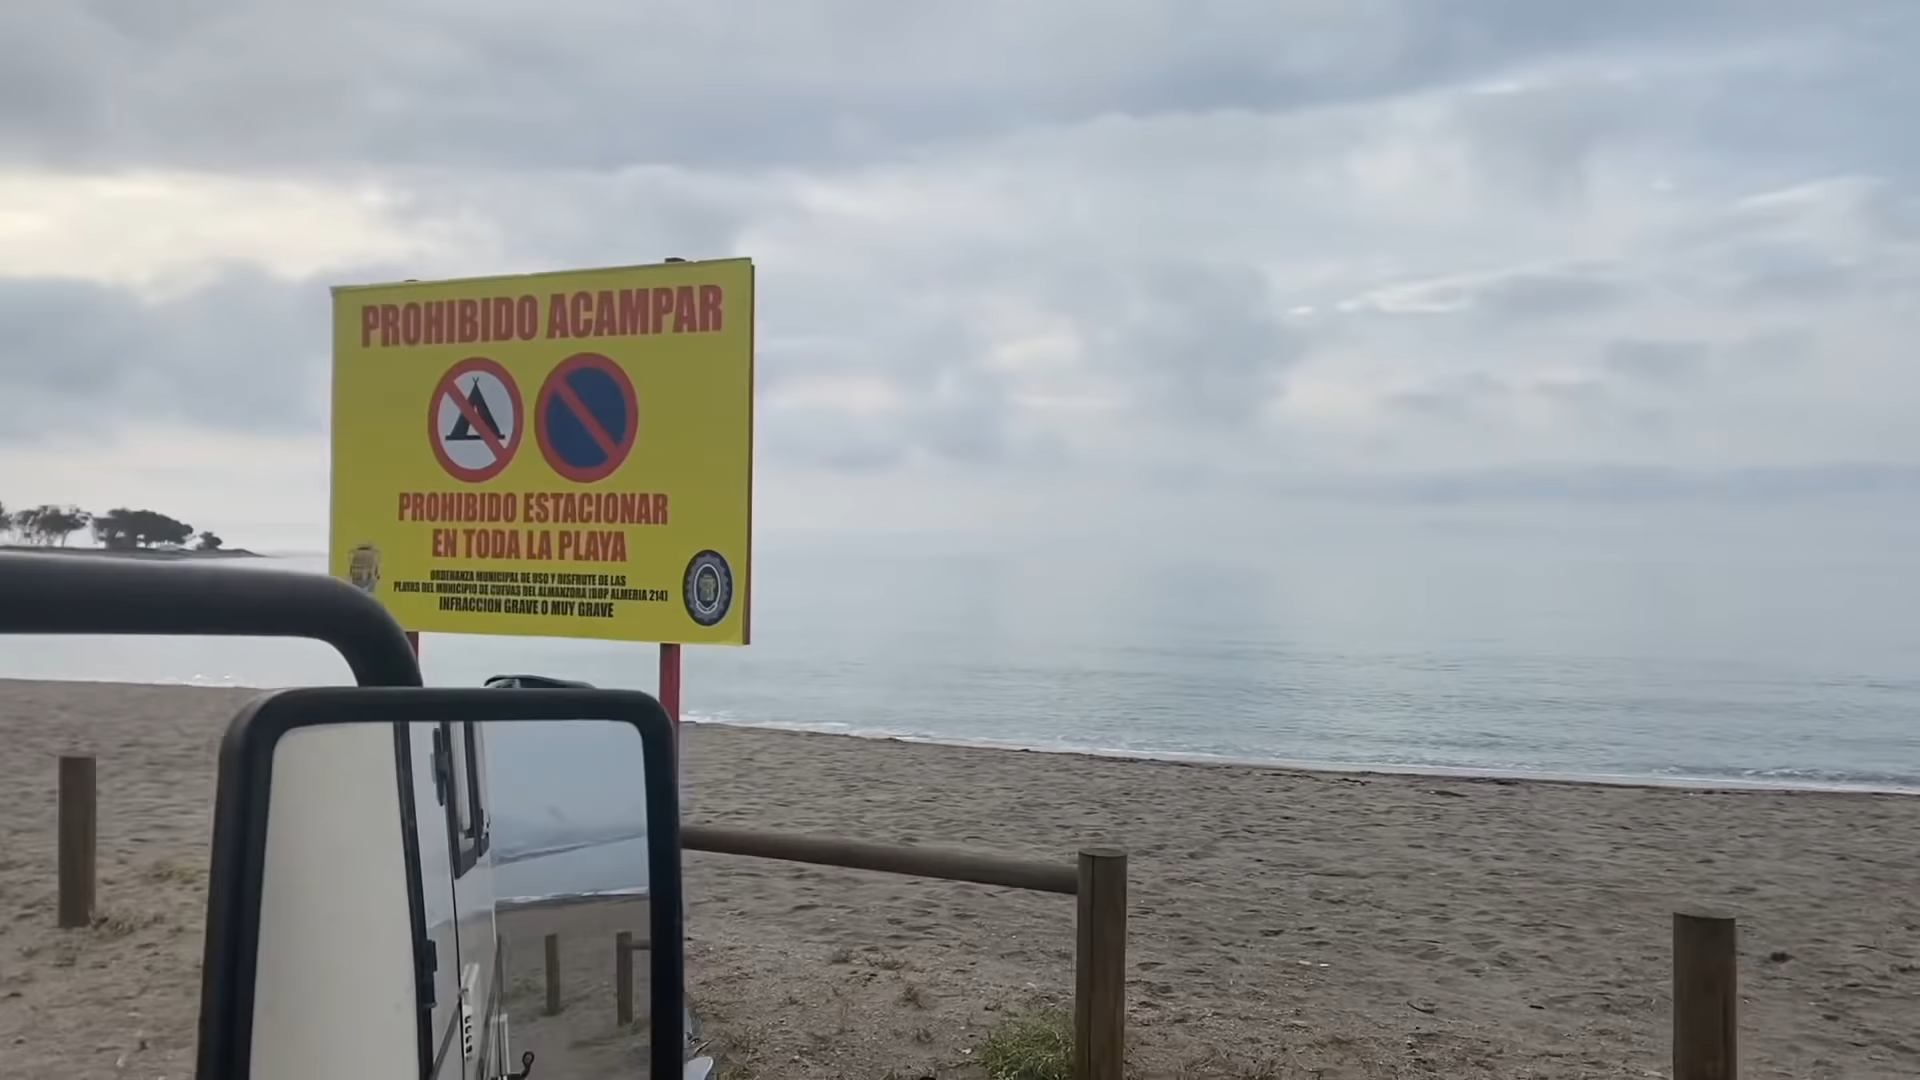 PROHIBIDO ACAMPAR
PROHIBIDO ESTACIONAR
EN TODA LA PLAYA
ORDENANZA MUNICIPAL DE USO Y DISFRUTE DE LAS
PLAYAS DEL MUNICIPIO DE CUEVAS DEL ALMANZORA (BOP ALMERIA 214)
INFRACCION GRAVE O MUY GRAVE